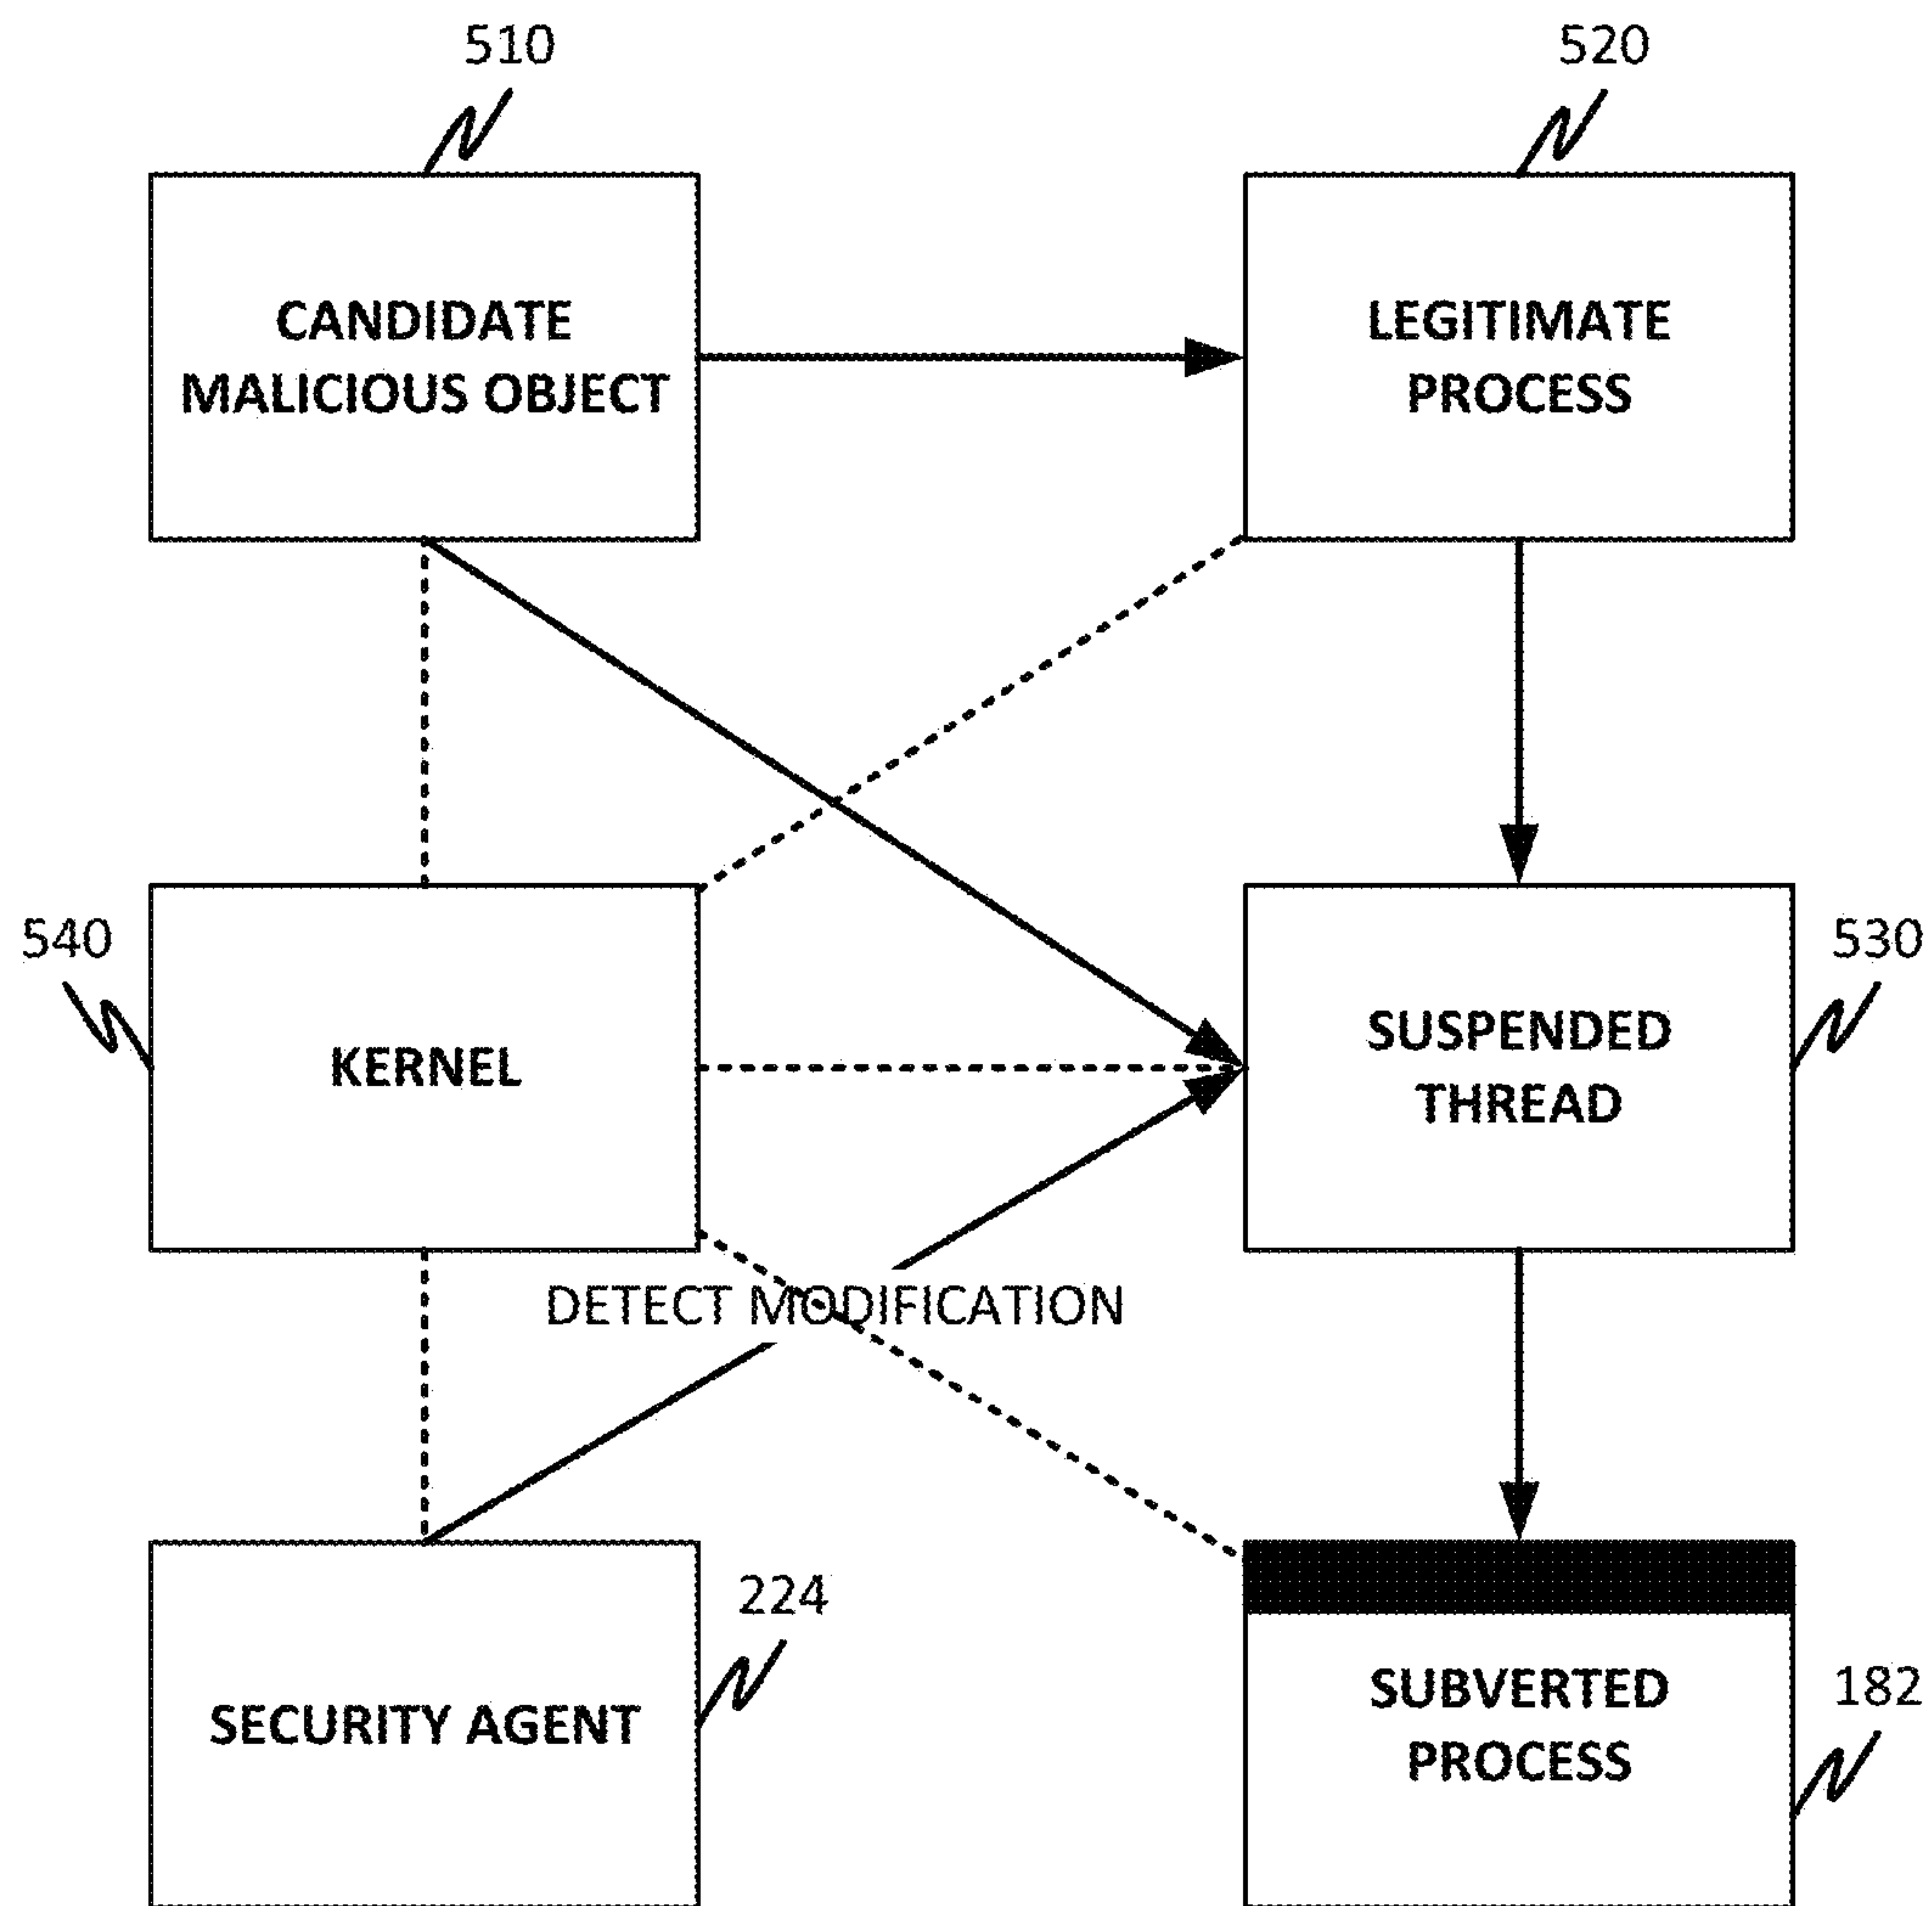 510
520
CANDIDATE
MALICIOUS OBJECT
LEGITIMATE
PROCESS
540
530
KERNEL
SUSPENDED
THREAD
DETECT MODIFICATION
224
SECURITY AGENT
SUBVERTED
PROCESS
182